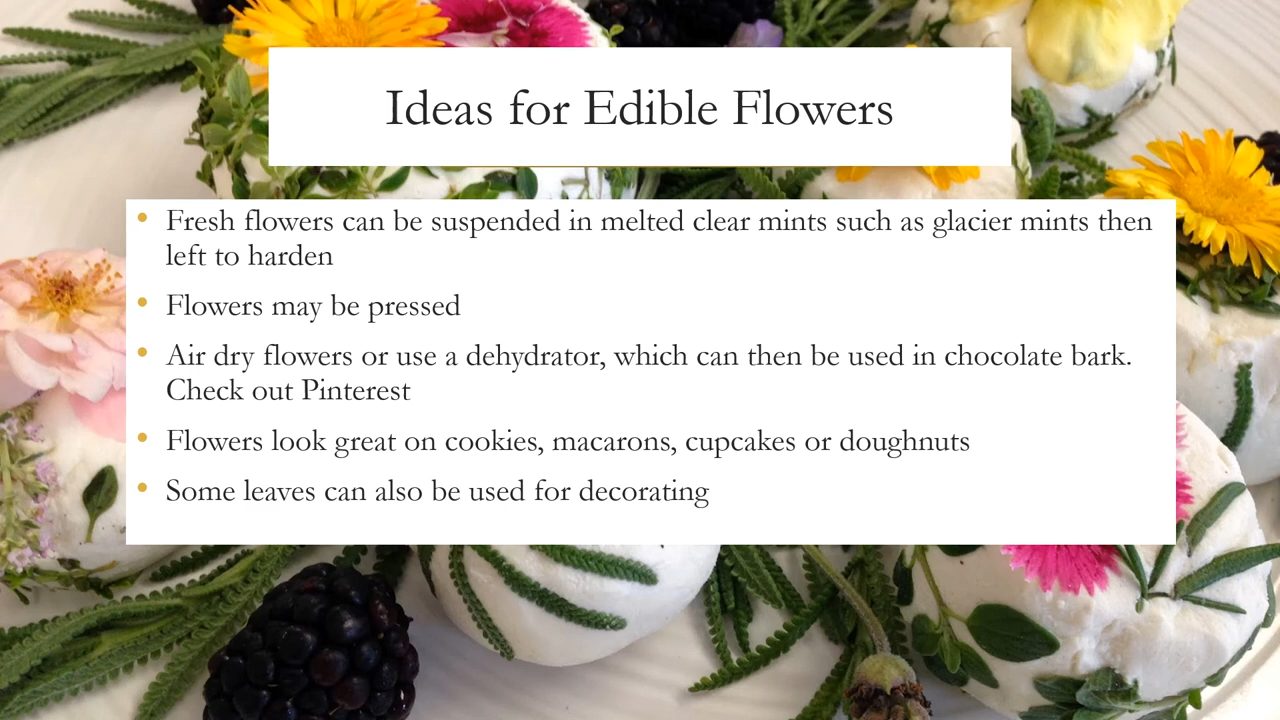 Ideas for Edible Flowers
• Fresh flowers can be suspended in melted clear mints such as glacier mints then
left to harden
• Flowers may be pressed
• Air dry flowers or use a dehydrator, which can then be used in chocolate bark.
Check out Pinterest
• Flowers look great on cookies, macarons, cupcakes or doughnuts
• Some leaves can also be used for decorating